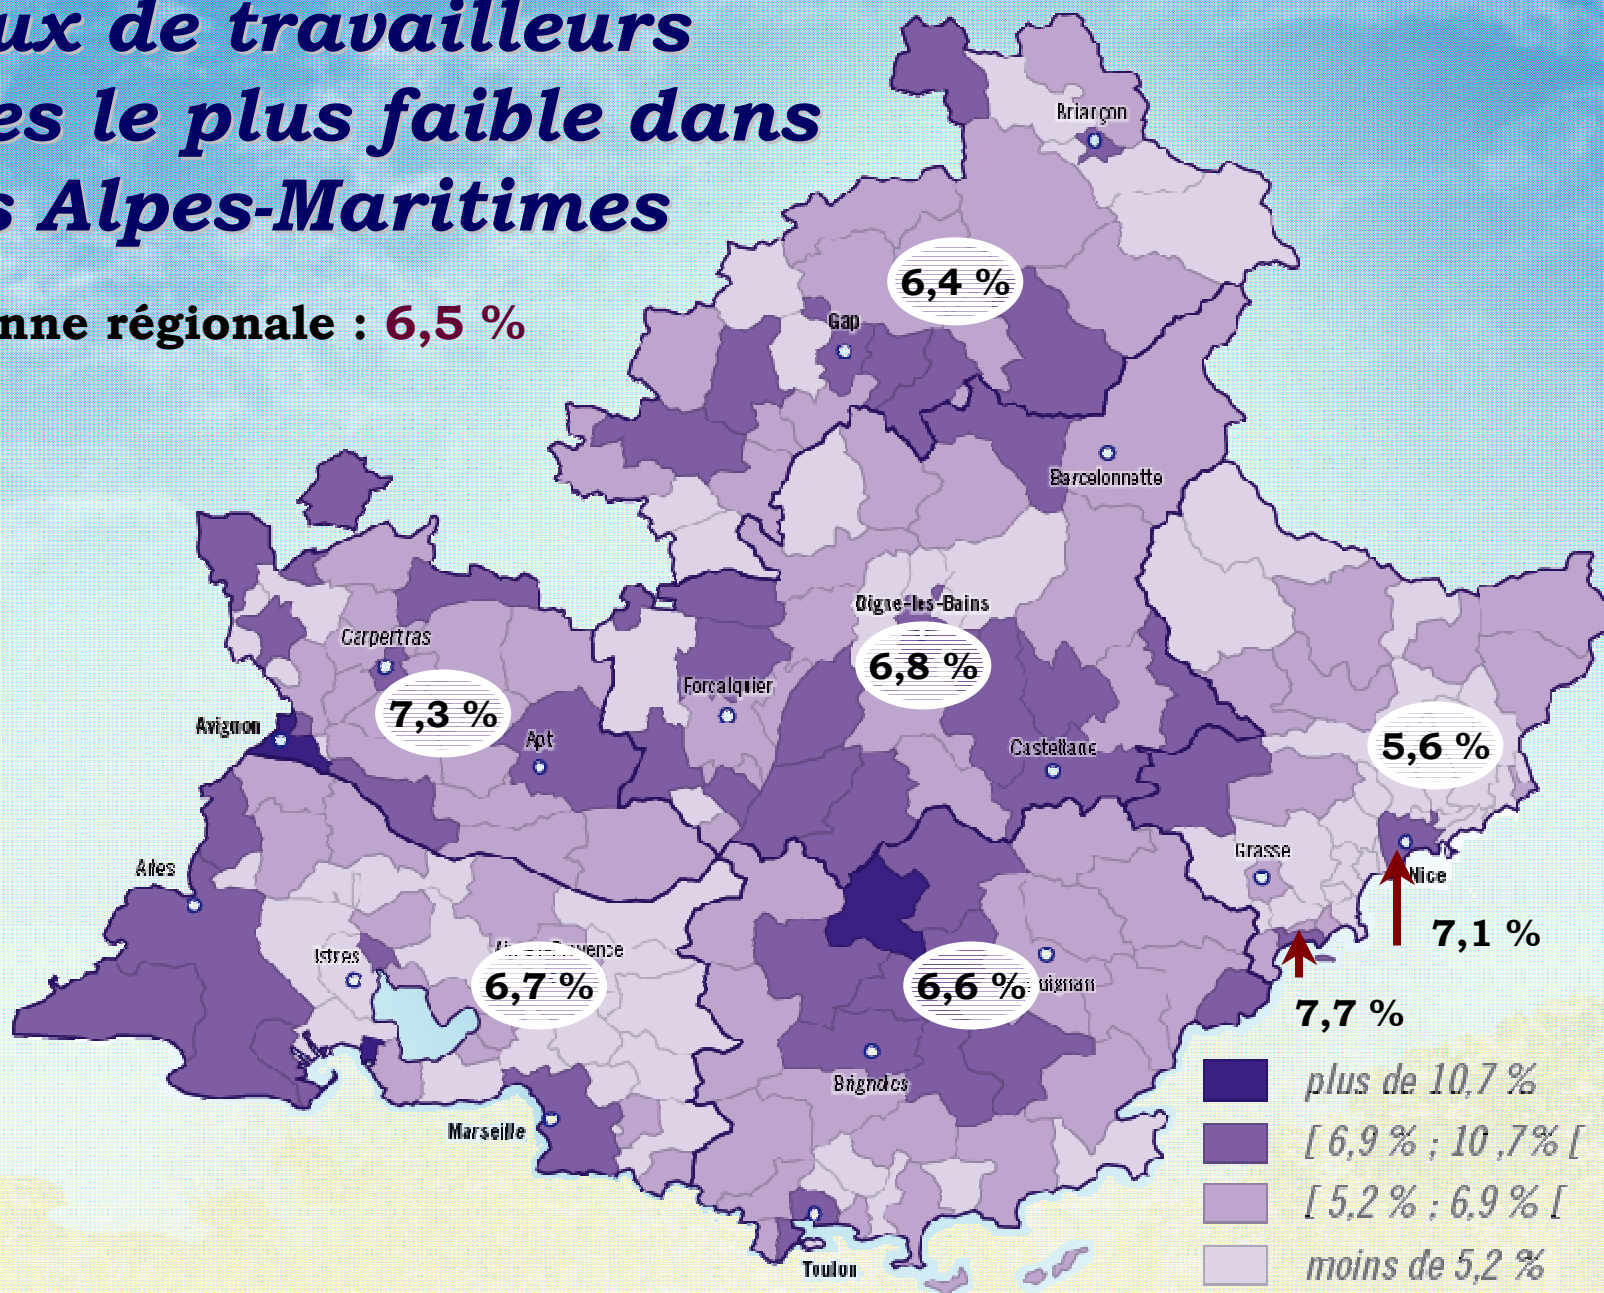 ux de travailleurs
es le plus faible dans
s Alpes-Maritimes
nne régionale : 6,5 %
Briançon
6,4 %
Gap
Barcelonnette
Digne-les-Bains
6,8 %
Carpertras
7,3 %
Forcalquier
Avignon
Apt
Castellane
5,6 %
Arles
Grasse
Nice
7,1 %
Istres
6,7 %
6,6 %
uignan
7,7 %
Brignoles
Marseille
Toulon
plus de 10,7 %
[ 6,9 % ; 10 ,7% [
[ 5,2 % ; 6,9 % [
moins de 5,2 %